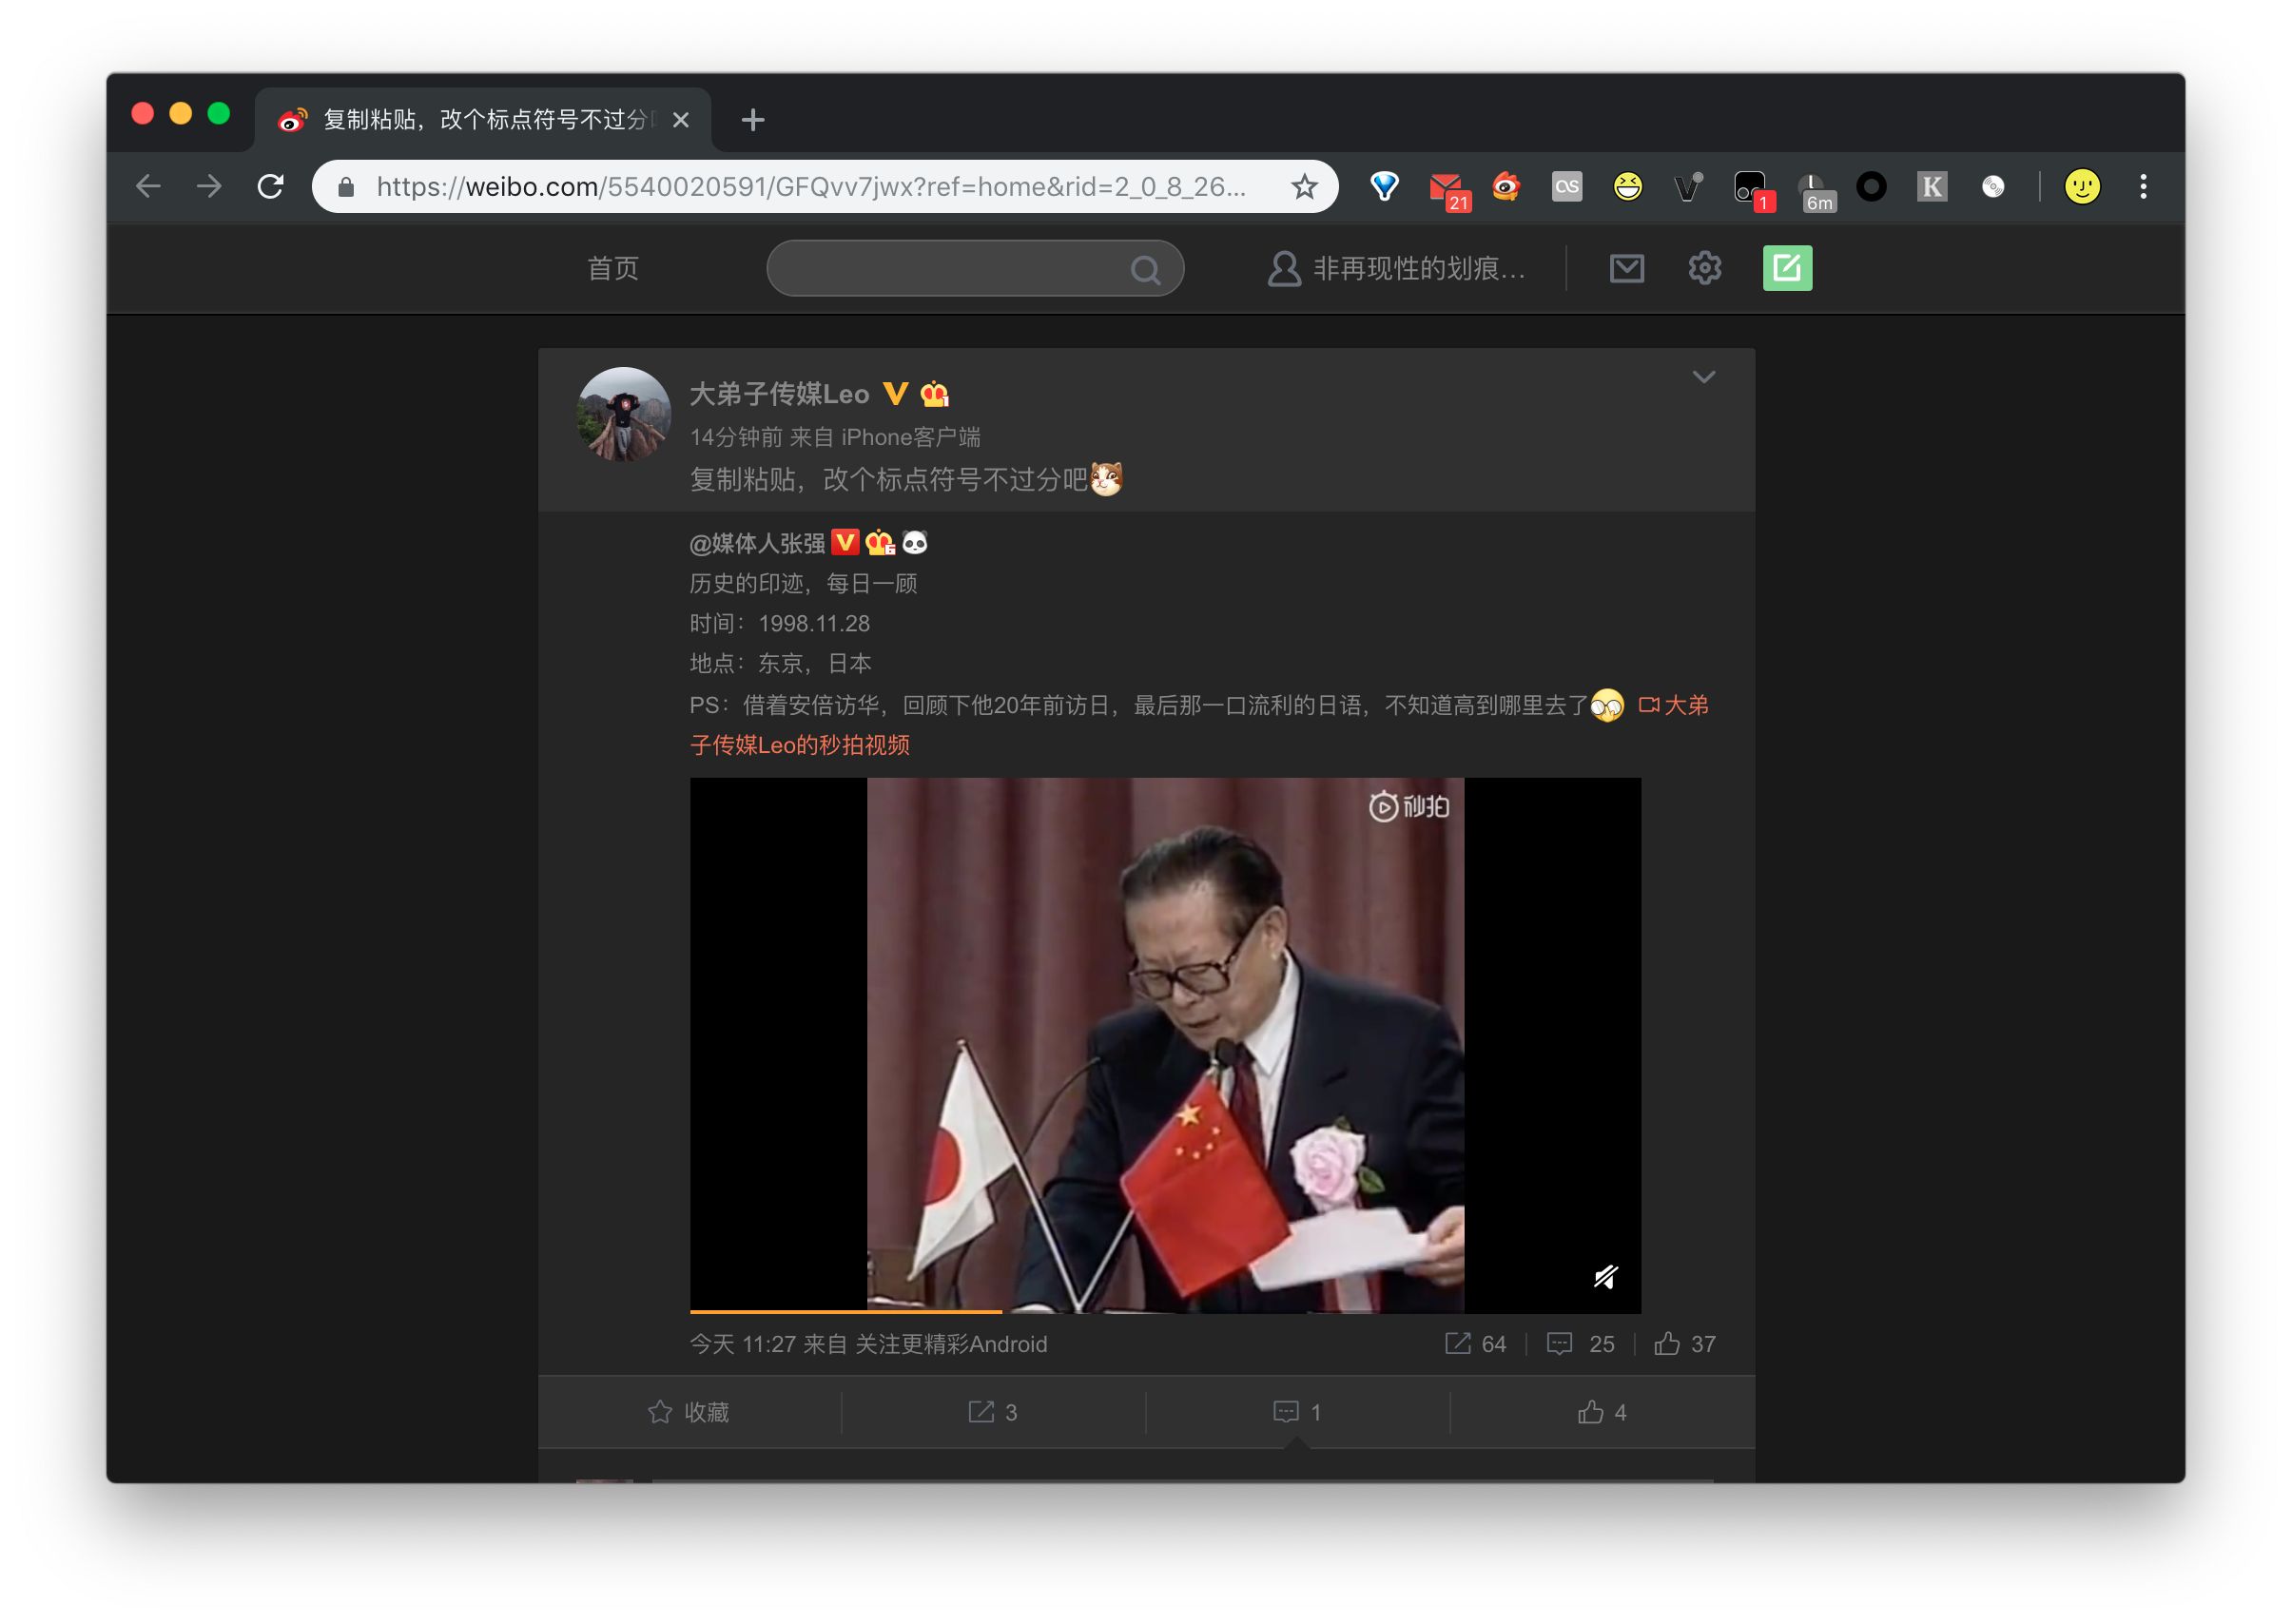 复制粘贴，改个标点符号不过分
https://weibo.com/5540020591/GFQvv7jwx?ref=home&rid=2_0_8_26...
21
1
6m
首页
非再现性的划痕...
大弟子传媒Leo
14分钟前 来自 iPhone客户端
复制粘贴，改个标点符号不过分吧
@媒体人张强
历史的印迹，每日一顾
时间：1998.11.28
地点：东京，日本
PS：借着安倍访华，回顾下他20年前访日，最后那一口流利的日语，不知道高到哪里去了 大弟
子传媒Leo的秒拍视频
秒拍
今天 11:27 来自 关注更精彩Android 64 25 37
收藏 3 1 4